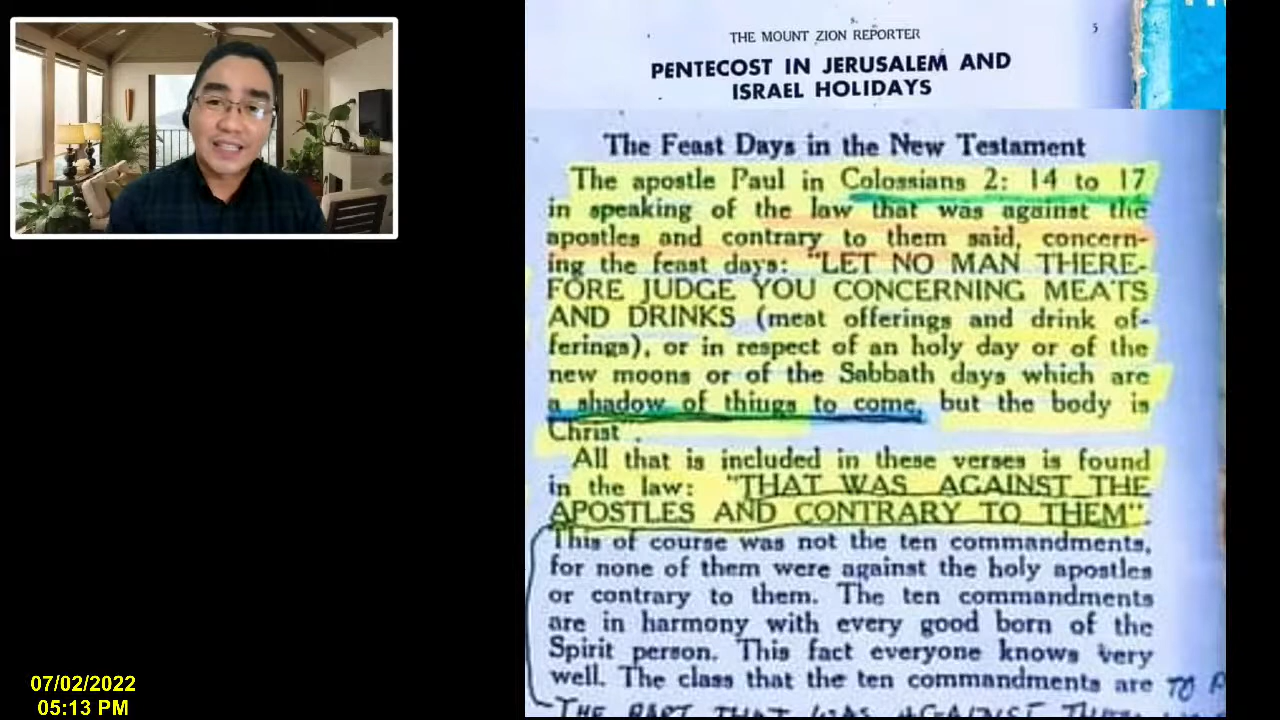 THE MOUNT ZION REPORTER
5
PENTECOST IN JERUSALEM AND
ISRAEL HOLIDAYS
The Feast Days in the New Testament
The apostle Paul in Colossians 2: 14 to 17
in speaking of the law that was against the
apostles and contrary to them said, concern-
ing the feast days: "LET NO MAN THERE-
FORE JUDGE YOU CONCERNING MEATS
AND DRINKS (meat offerings and drink of-
ferings), or in respect of an holy day or of the
new moons or of the Sabbath days which are
a shadow of thiugs to come, but the body is
Christ .
All that is included in these verses is found
in the law: "THAT WAS AGAINST THE
APOSTLES AND CONTRARY TO THEM".
This of course was not the ten commandments,
for none of them were against the holy apostles
or contrary to them. The ten commandments
are in harmony with every good born of the
Spirit person. This fact everyone knows very
well. The class that the ten commandments are TO
THE PART THAT WAS AGAINST
07/02/2022
05:13 PM